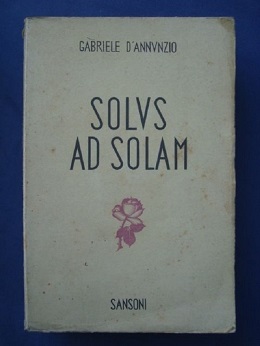 GABRIELE D'ANNVNZIO
SOLVS
AD SOLAM
SANSONI